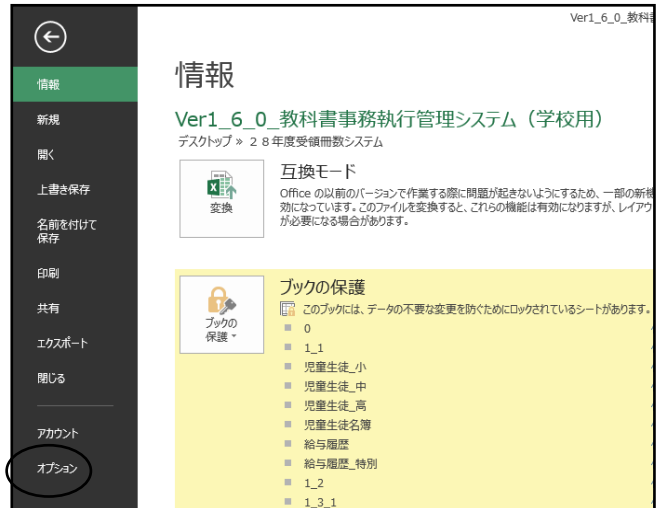 Ver1_6_0_教科
情報
新規
開く
上書き保存
名前を付けて
保存
印刷
共有
エクスポート
閉じる
アカウント
オプション
情報
Ver1_6_0_教科書事務執行管理システム（学校用）
デスクトップ » ２８年度受領冊数システム
変換
互換モード
Office の以前のバージョンで作業する際に問題が起きないようにするため、一部の新機
効になっています。このファイルを変換すると、これらの機能は有効になりますが、レイアウ
が必要になる場合があります。
ブックの
保護
ブックの保護
このブックには、データの不要な変更を防ぐためにロックされているシートがあります。
0
1_1
児童生徒_小
児童生徒_中
児童生徒_高
児童生徒名簿
給与履歴
給与履歴_特別
1_2
1_3_1